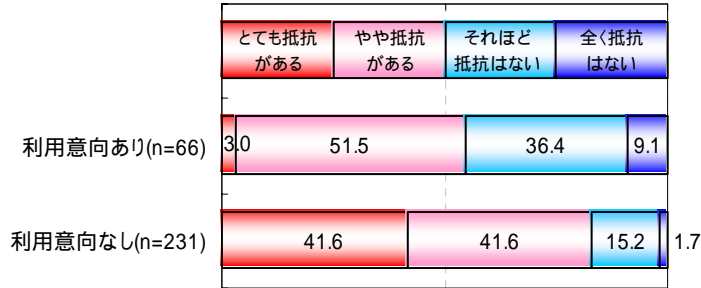 とても抵抗
がある
やや抵抗
がある
それほど
抵抗はない
全く抵抗
はない
利用意向あり(n=66)
3.0
51.5
36.4
9.1
利用意向なし(n=231)
41.6
41.6
15.2
1.7